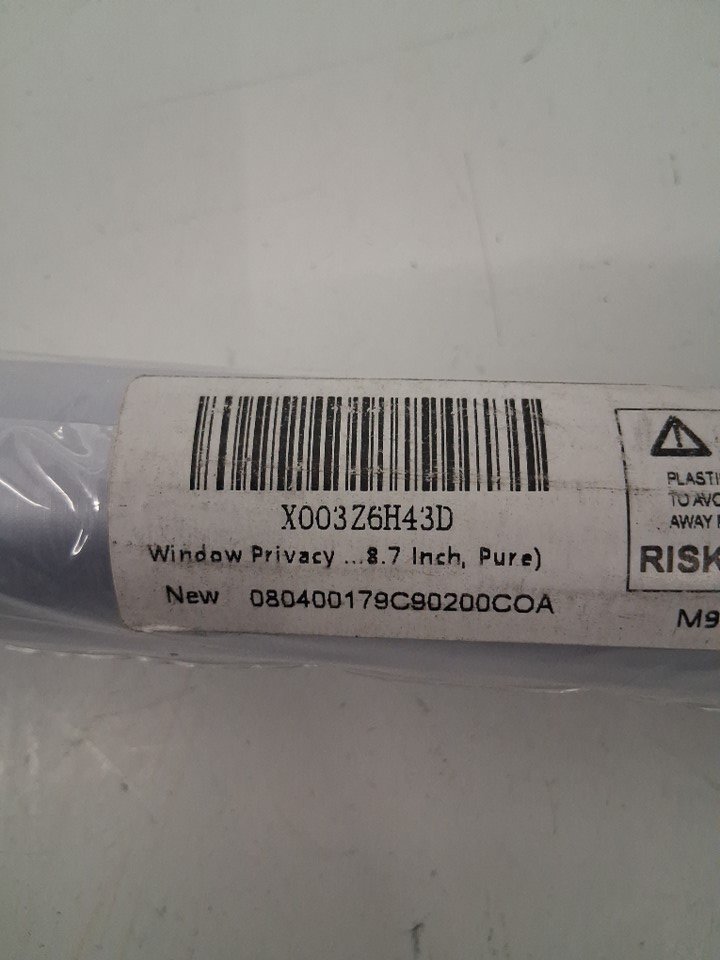 X003Z6H43D
Window Privacy ...8.7 Inch, Pure)
New 080400179C90200COA
PLASTI
TO AVO
AWAY
RISK
M9